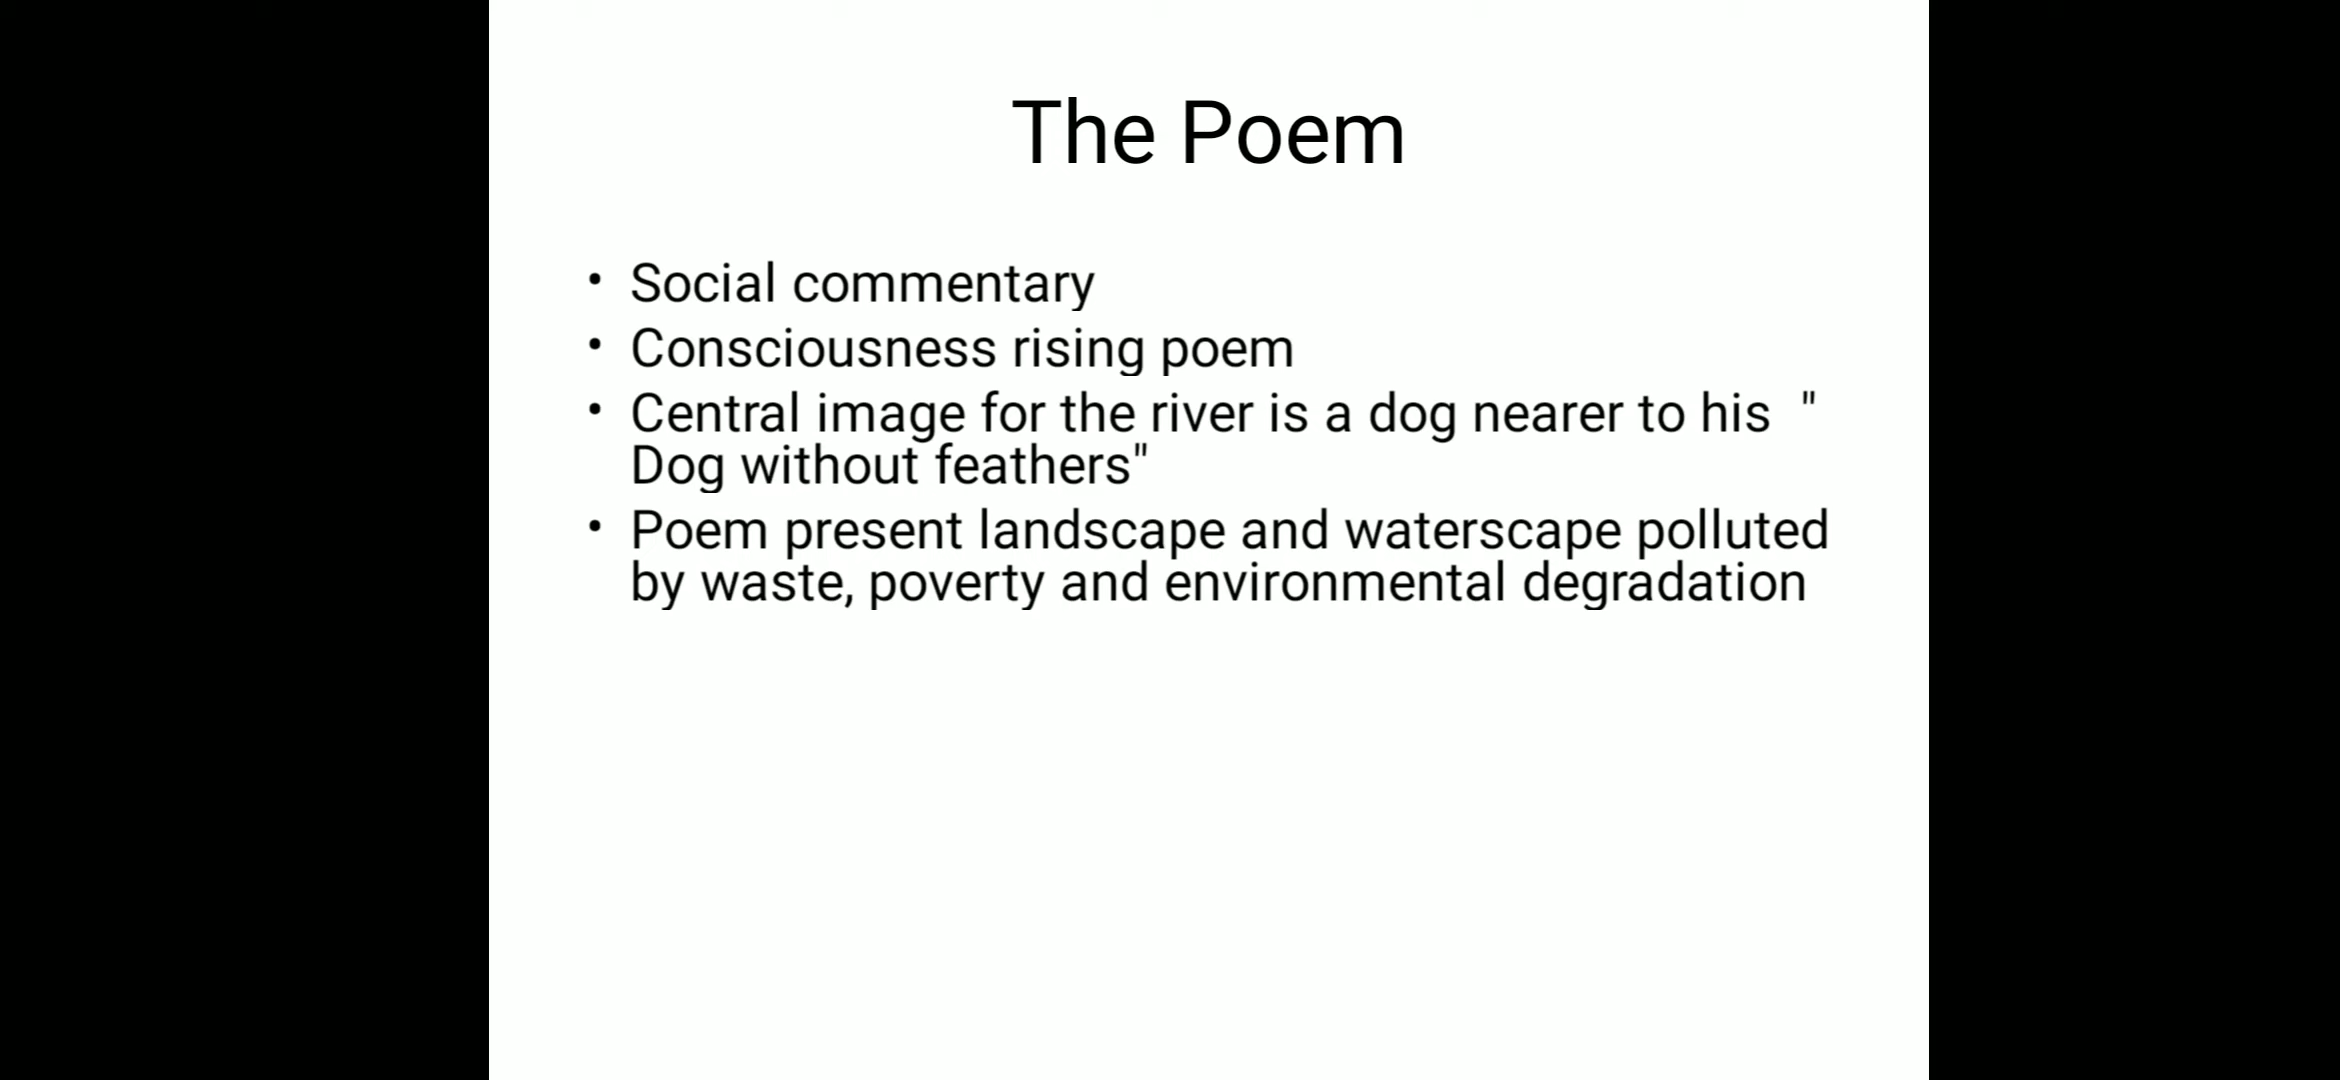 The Poem
• Social commentary
• Consciousness rising poem
• Central image for the river is a dog nearer to his  "
Dog without feathers"
• Poem present landscape and waterscape polluted
by waste, poverty and environmental degradation